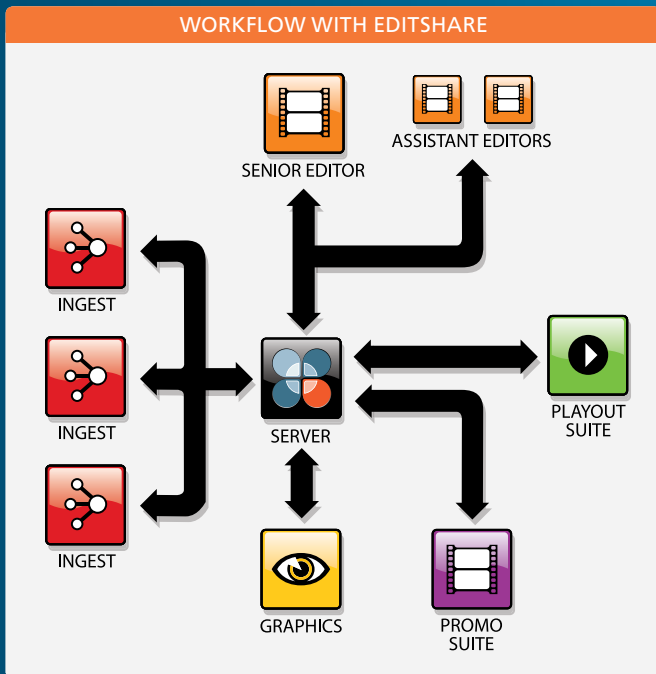 WORKFLOW WITH EDITSHARE
SENIOR EDITOR
ASSISTANT EDITORS
INGEST
INGEST
INGEST
SERVER
PLAYOUT
SUITE
GRAPHICS
PROMO
SUITE